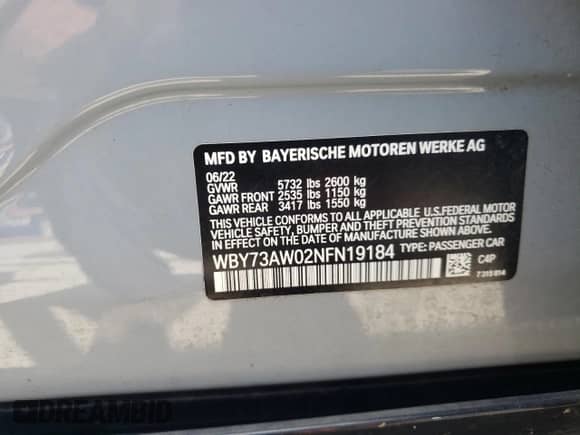 MFD BY BAYERISCHE MOTOREN WERKE AG
06/22
GVWR 5732 lbs 2600 kg
GAWR FRONT 2535 lbs 1150 kg
GAWR REAR 3417 lbs 1550 kg
THIS VEHICLE CONFORMS TO ALL APPLICABLE U.S. FEDERAL MOTOR
VEHICLE SAFETY, BUMPER AND THEFT PREVENTION STANDARDS IN
EFFECT ON THE DATE OF MANUFACTURE SHOWN ABOVE.
WBY73AW02NFN19184 TYPE: PASSENGER CAR
C4P
7315814
DREAMBID